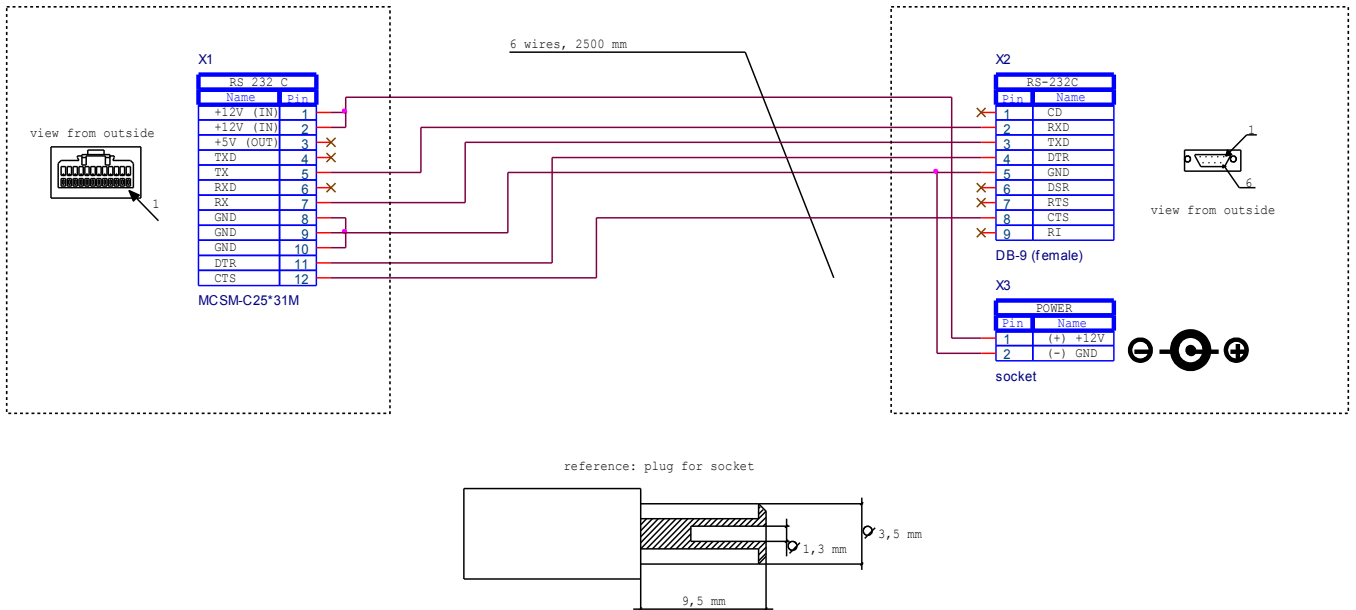 6 wires, 2500 mm
X1
RS 232 C
Name Pin
+12V (IN) 1
+12V (IN) 2
+5V (OUT) 3
TXD 4
TX 5
RXD 6
RX 7
GND 8
GND 9
GND 10
DTR 11
CTS 12
MCSM-C25*31M
view from outside
1
X2
RS-232C
Pin Name
1 CD
2 RXD
3 TXD
4 DTR
5 GND
6 DSR
7 RTS
8 CTS
9 RI
DB-9 (female)
1
6
view from outside
X3
POWER
Pin Name
1 (+) +12V
2 (-) GND
socket
reference: plug for socket
Ø 3,5 mm
Ø 1,3 mm
9,5 mm